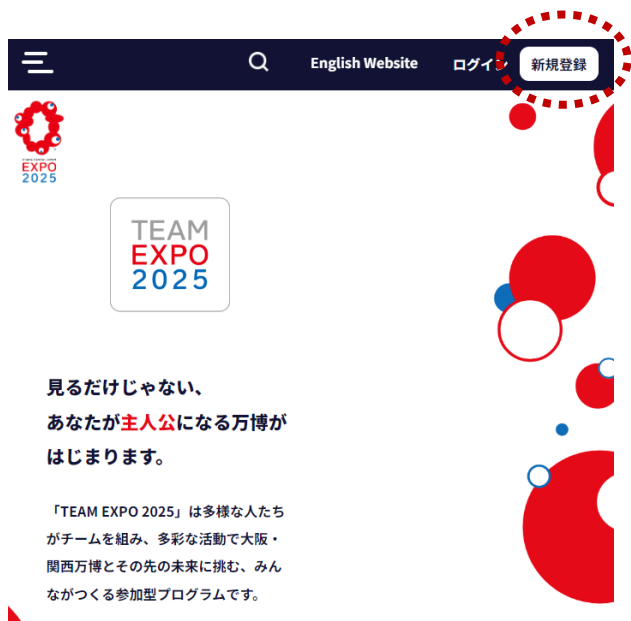 English Website ログイン 新規登録
EXPO
2025
TEAM
EXPO
2025
見るだけじゃない、
あなたが主人公になる万博が
はじまります。
「TEAM EXPO 2025」は多様な人たち
がチームを組み、多彩な活動で大阪・
関西万博とその先の未来に挑む、みん
ながつくる参加型プログラムです。